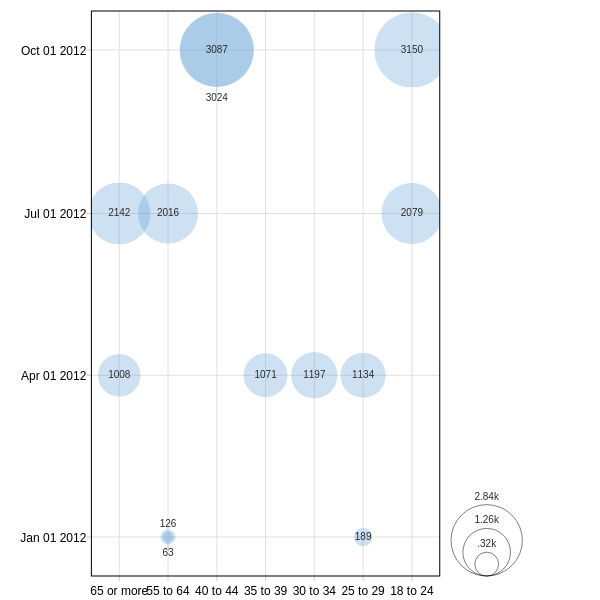 Oct 01 2012
3087
3150
3024
Jul 01 2012
2142
2016
2079
Apr 01 2012
1008
1071
1197
1134
2.84k
1.26k
126
.32k
Jan 01 2012
189
63
65 or more
55 to 64
40 to 44
35 to 39
30 to 34
25 to 29
18 to 24